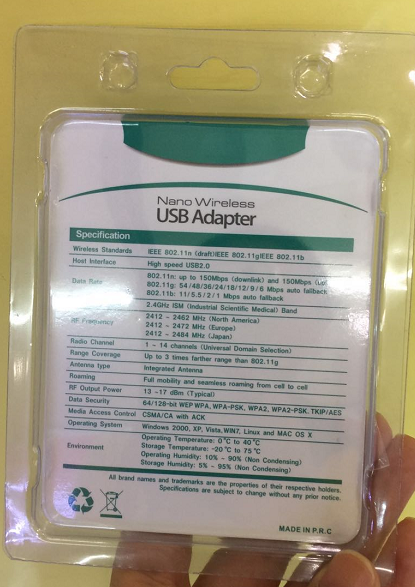 Nano Wireless
USB Adapter
Specification
Wireless Standards IEEE 802.11n (draft)IEEE 802.11gIEEE 802.11b
Host Interface High speed USB2.0
Data Rate 802.11n: up to 150Mbps (downlink) and 150Mbps
802.11g: 54/48/36/24/18/12/9/6 Mbps auto fallback
802.11b: 11/5.5/2/1 Mbps auto fallback
2.4GHz ISM (Industrial Scientific Medical) Band
RF Frequency 2412 ~ 2462 MHz (North America)
2412 ~ 2472 MHz (Europe)
2412 ~ 2484 MHz (Japan)
Radio Channel 1 ~ 14 channels (Universal Domain Selection)
Range Coverage Up to 3 times farther range than 802.11g
Antenna type Integrated Antenna
Roaming Full mobility and seamless roaming from cell to cell
RF Output Power 13 ~17 dBm (Typical)
Data Security 64/128-bit WEP WPA, WPA-PSK, WPA2, WPA2-PSK, TKIP/AES
Media Access Control CSMA/CA with ACK
Operating System Windows 2000, XP, Vista, WIN7, Linux and MAC OS X
Operating Temperature: 0°C to 40°C
Environment Storage Temperature: -20°C to 75°C
Operating Humidity: 10% ~ 90% (Non Condensing)
Storage Humidity: 5% ~ 95% (Non Condensing)
All brand names and trademarks are the properties of their respective holders.
Specifications are subject to change without any prior notice.
MADE IN P.R.C